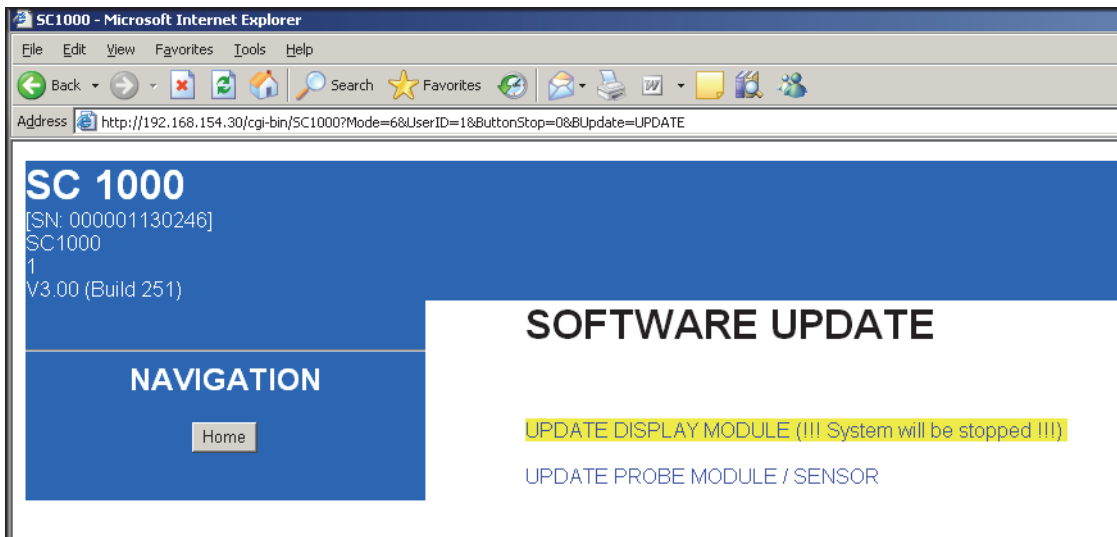 SC1000 - Microsoft Internet Explorer
File Edit View Favorites Tools Help
Back Search Favorites
Address http://192.168.154.30/cgi-bin/SC1000?Mode=6&UserID=1&ButtonStop=0&BUpdate=UPDATE
SC 1000
[SN: 000001130246]
SC1000
1
V3.00 (Build 251)
SOFTWARE UPDATE
NAVIGATION
Home
UPDATE DISPLAY MODULE (!!! System will be stopped !!!)
UPDATE PROBE MODULE / SENSOR